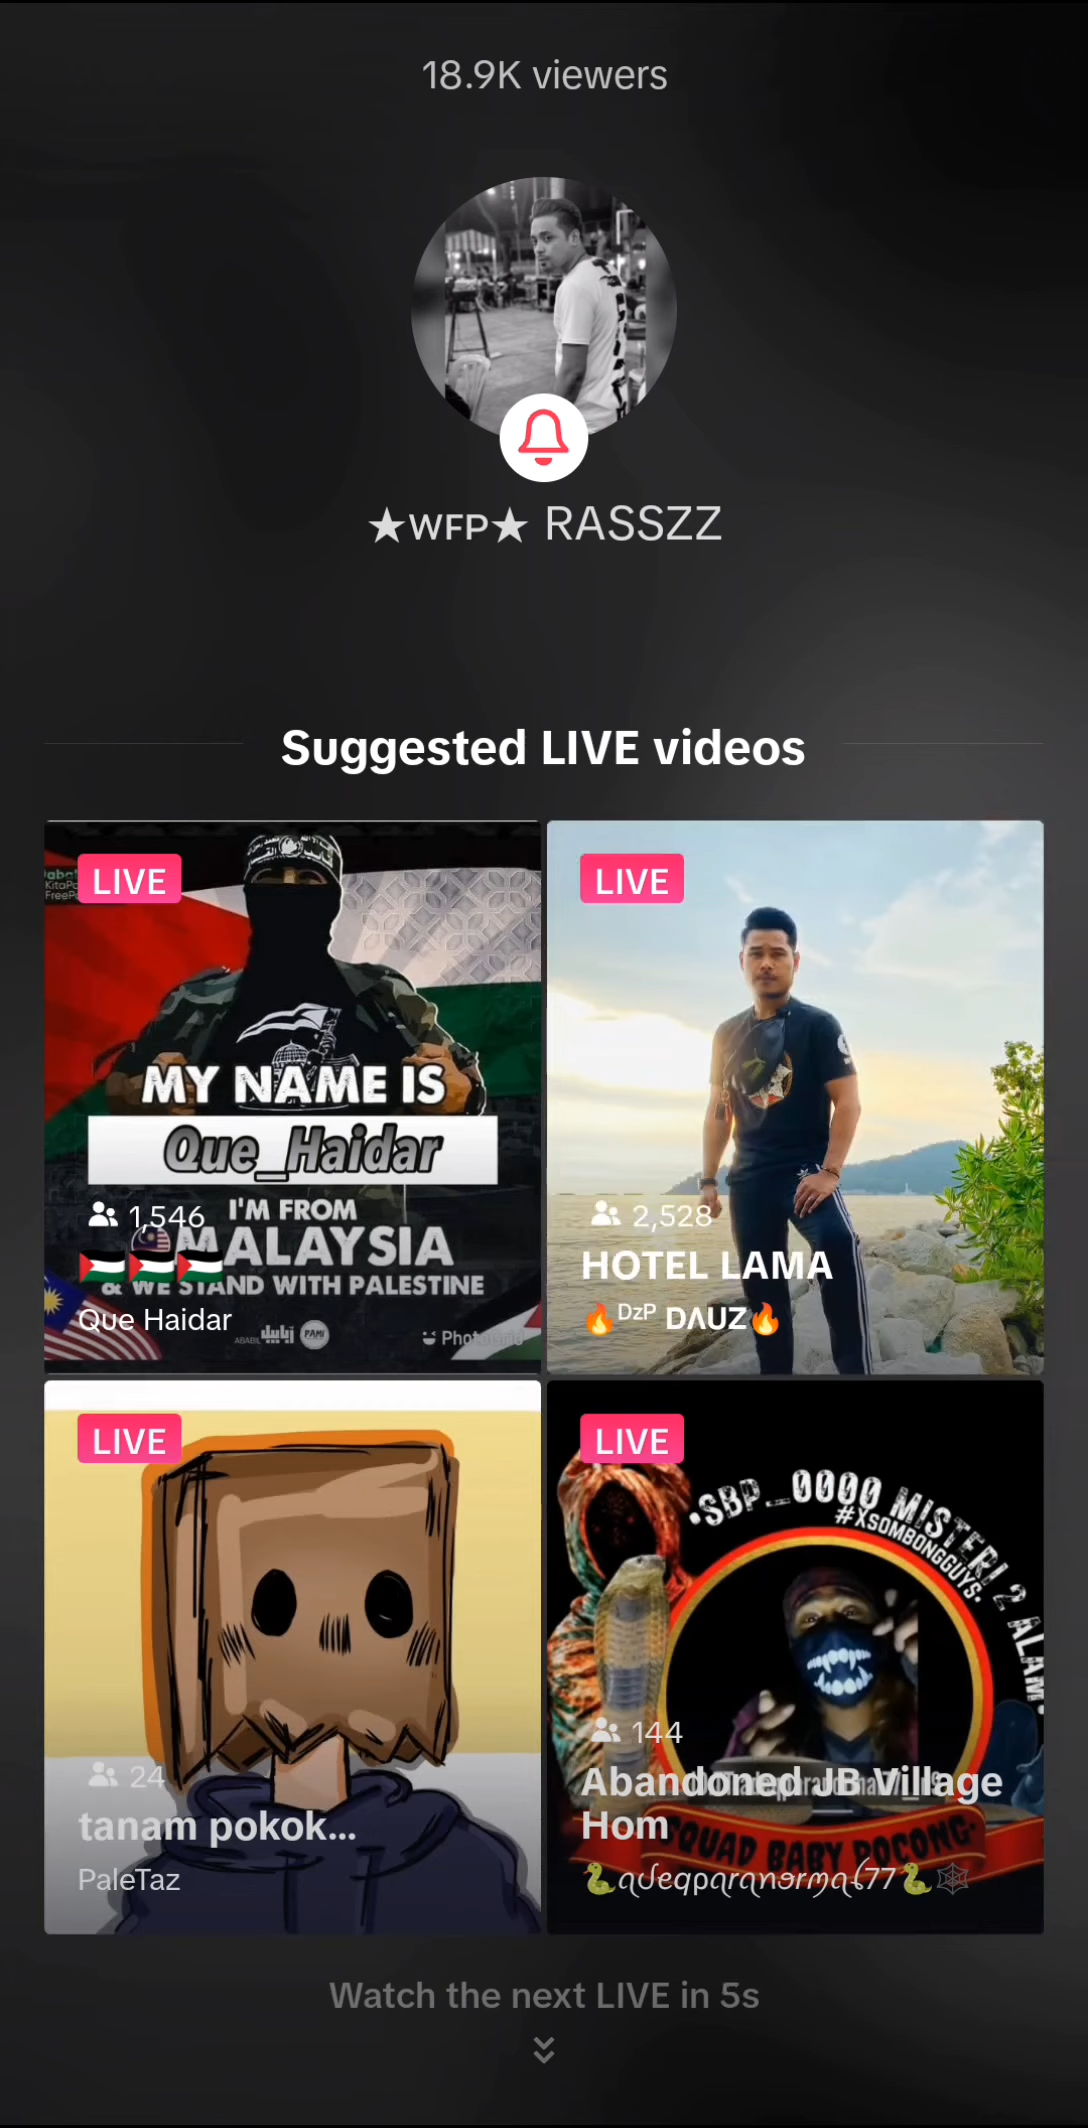 18.9K viewers
★WFP★ RASSZZ
Suggested LIVE videos
LIVE
MY NAME IS
Que_Haidar
1,546
I'M FROM
MALAYSIA
🇵🇸🇵🇸🇵🇸
& WE STAND WITH PALESTINE
Que Haidar
LIVE
2,528
HOTEL LAMA
🔥ᴰᶻᴾ DΛUZ🔥
LIVE
24
tanam pokok...
PaleTaz
LIVE
•SBP_0000 MISTERI 2 ALAM•
#XSOMBONGGUYS•
144
Abandoned JB Village
Hom
SQUAD BABY POCONG•
Watch the next LIVE in 5s